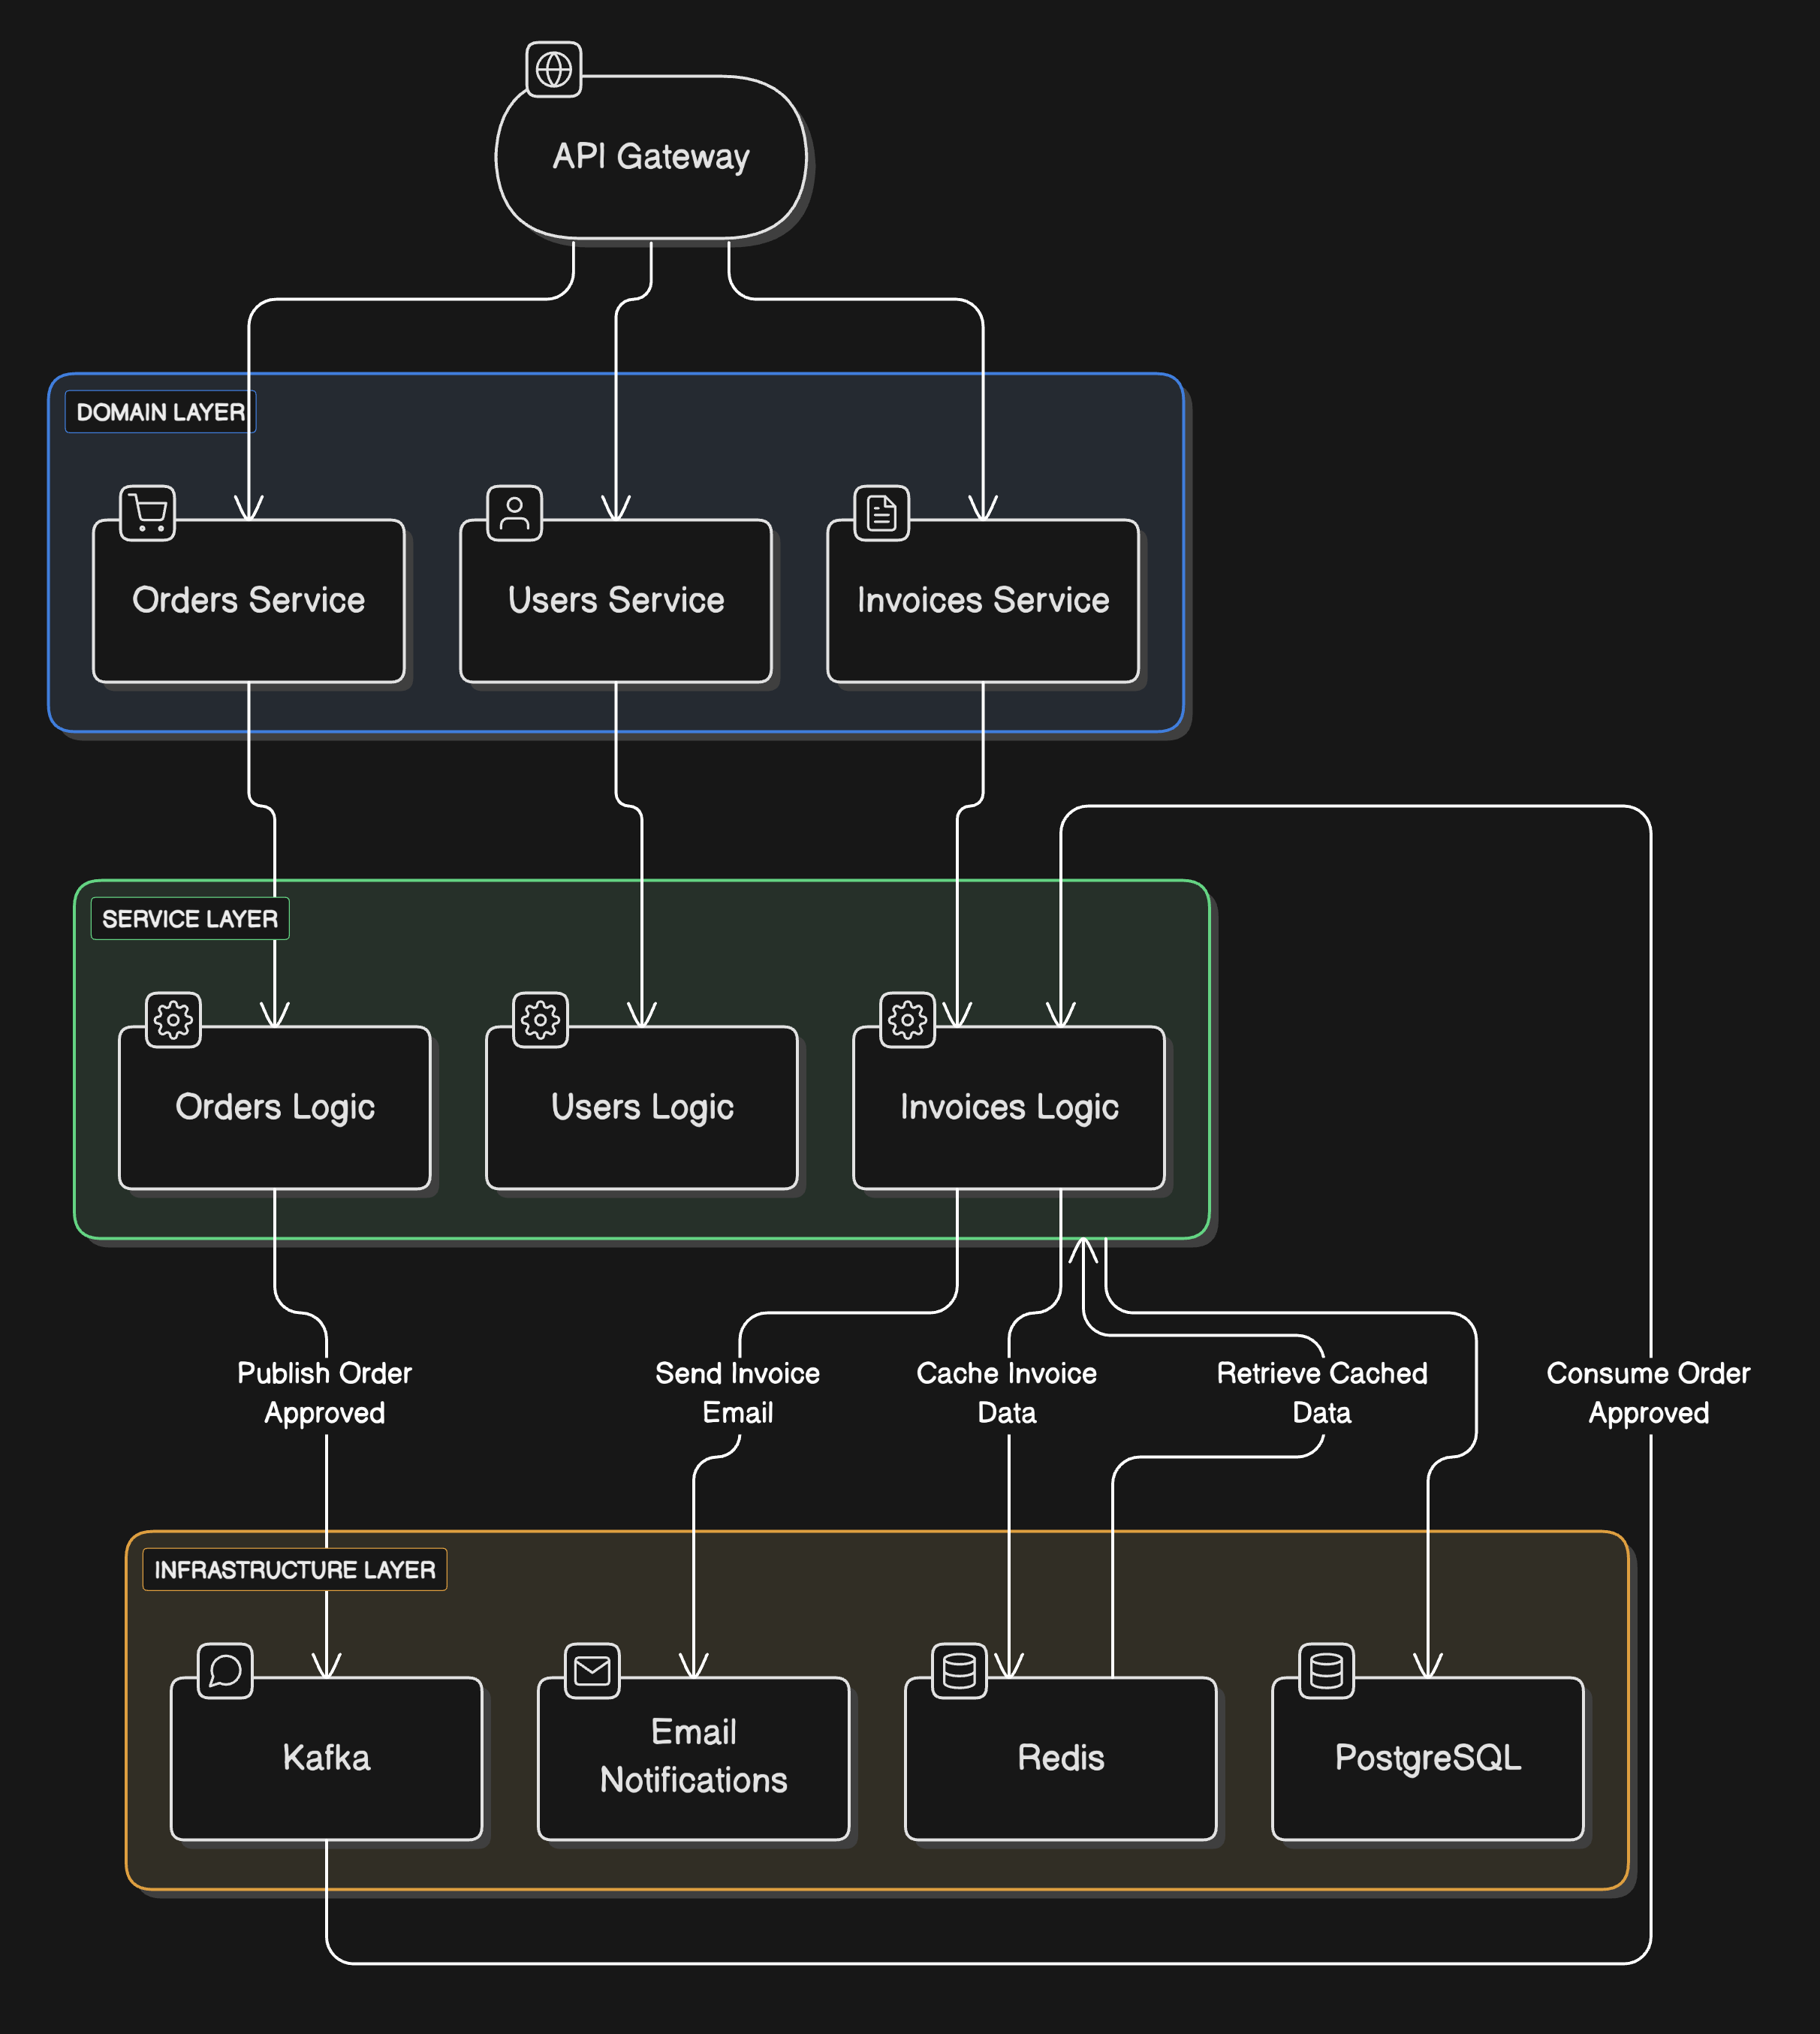 API Gateway
DOMAIN LAYER
Orders Service
Users Service
Invoices Service
SERVICE LAYER
Orders Logic
Users Logic
Invoices Logic
Publish Order
Approved
Send Invoice
Email
Cache Invoice
Data
Retrieve Cached
Data
Consume Order
Approved
INFRASTRUCTURE LAYER
Kafka
Email
Notifications
Redis
PostgreSQL